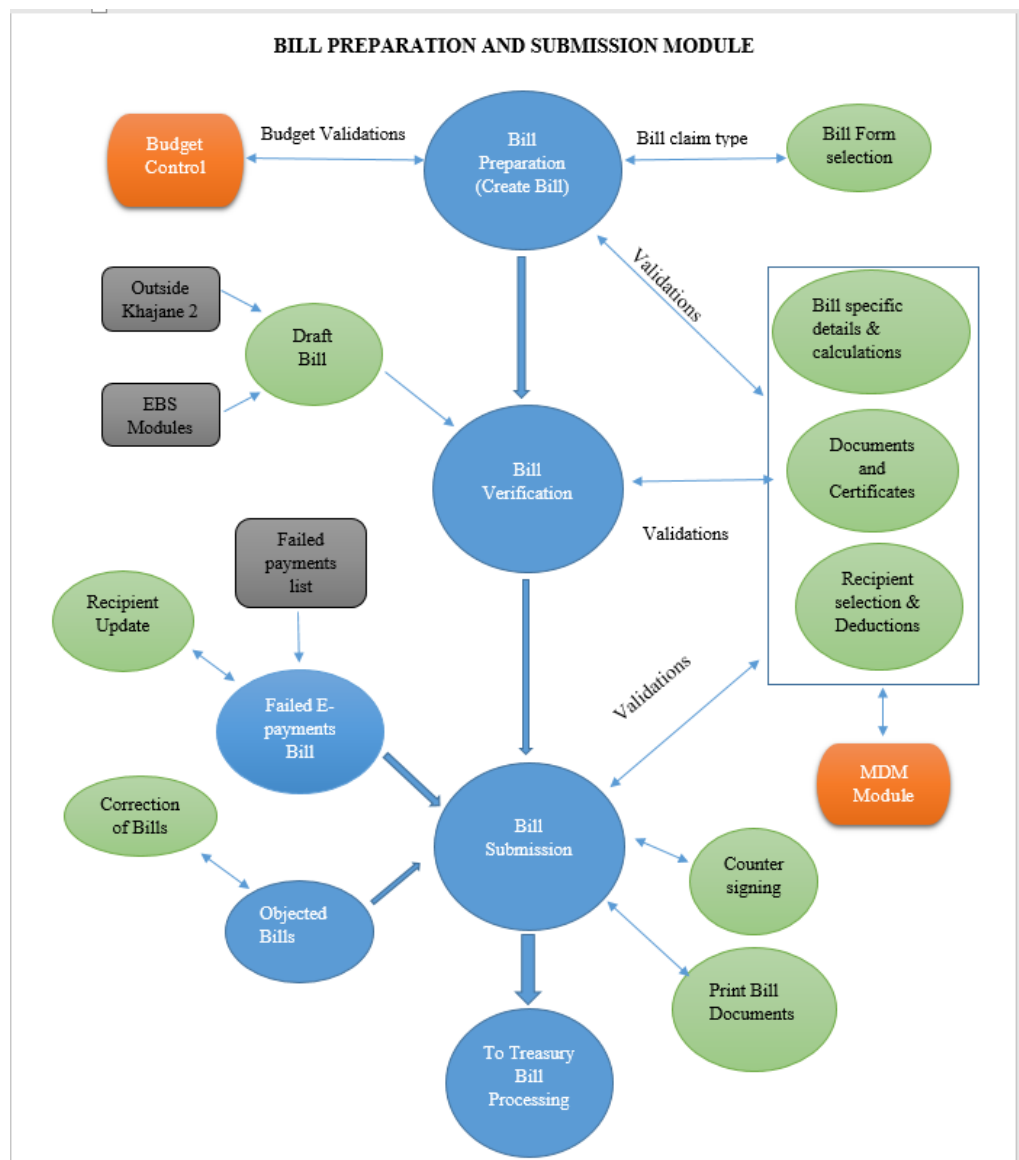 BILL PREPARATION AND SUBMISSION MODULE
Budget
Control
Budget Validations
Bill
Preparation
(Create Bill)
Bill claim type
Bill Form
selection
Validations
Outside
Khajane 2
Draft
Bill
EBS
Modules
Bill specific
details &
calculations
Bill
Verification
Documents
and
Certificates
Validations
Failed
payments
list
Recipient
Update
Recipient
selection &
Deductions
Failed E-
payments
Bill
Validations
MDM
Module
Correction
of Bills
Bill
Submission
Counter
signing
Objected
Bills
Print Bill
Documents
To Treasury
Bill
Processing